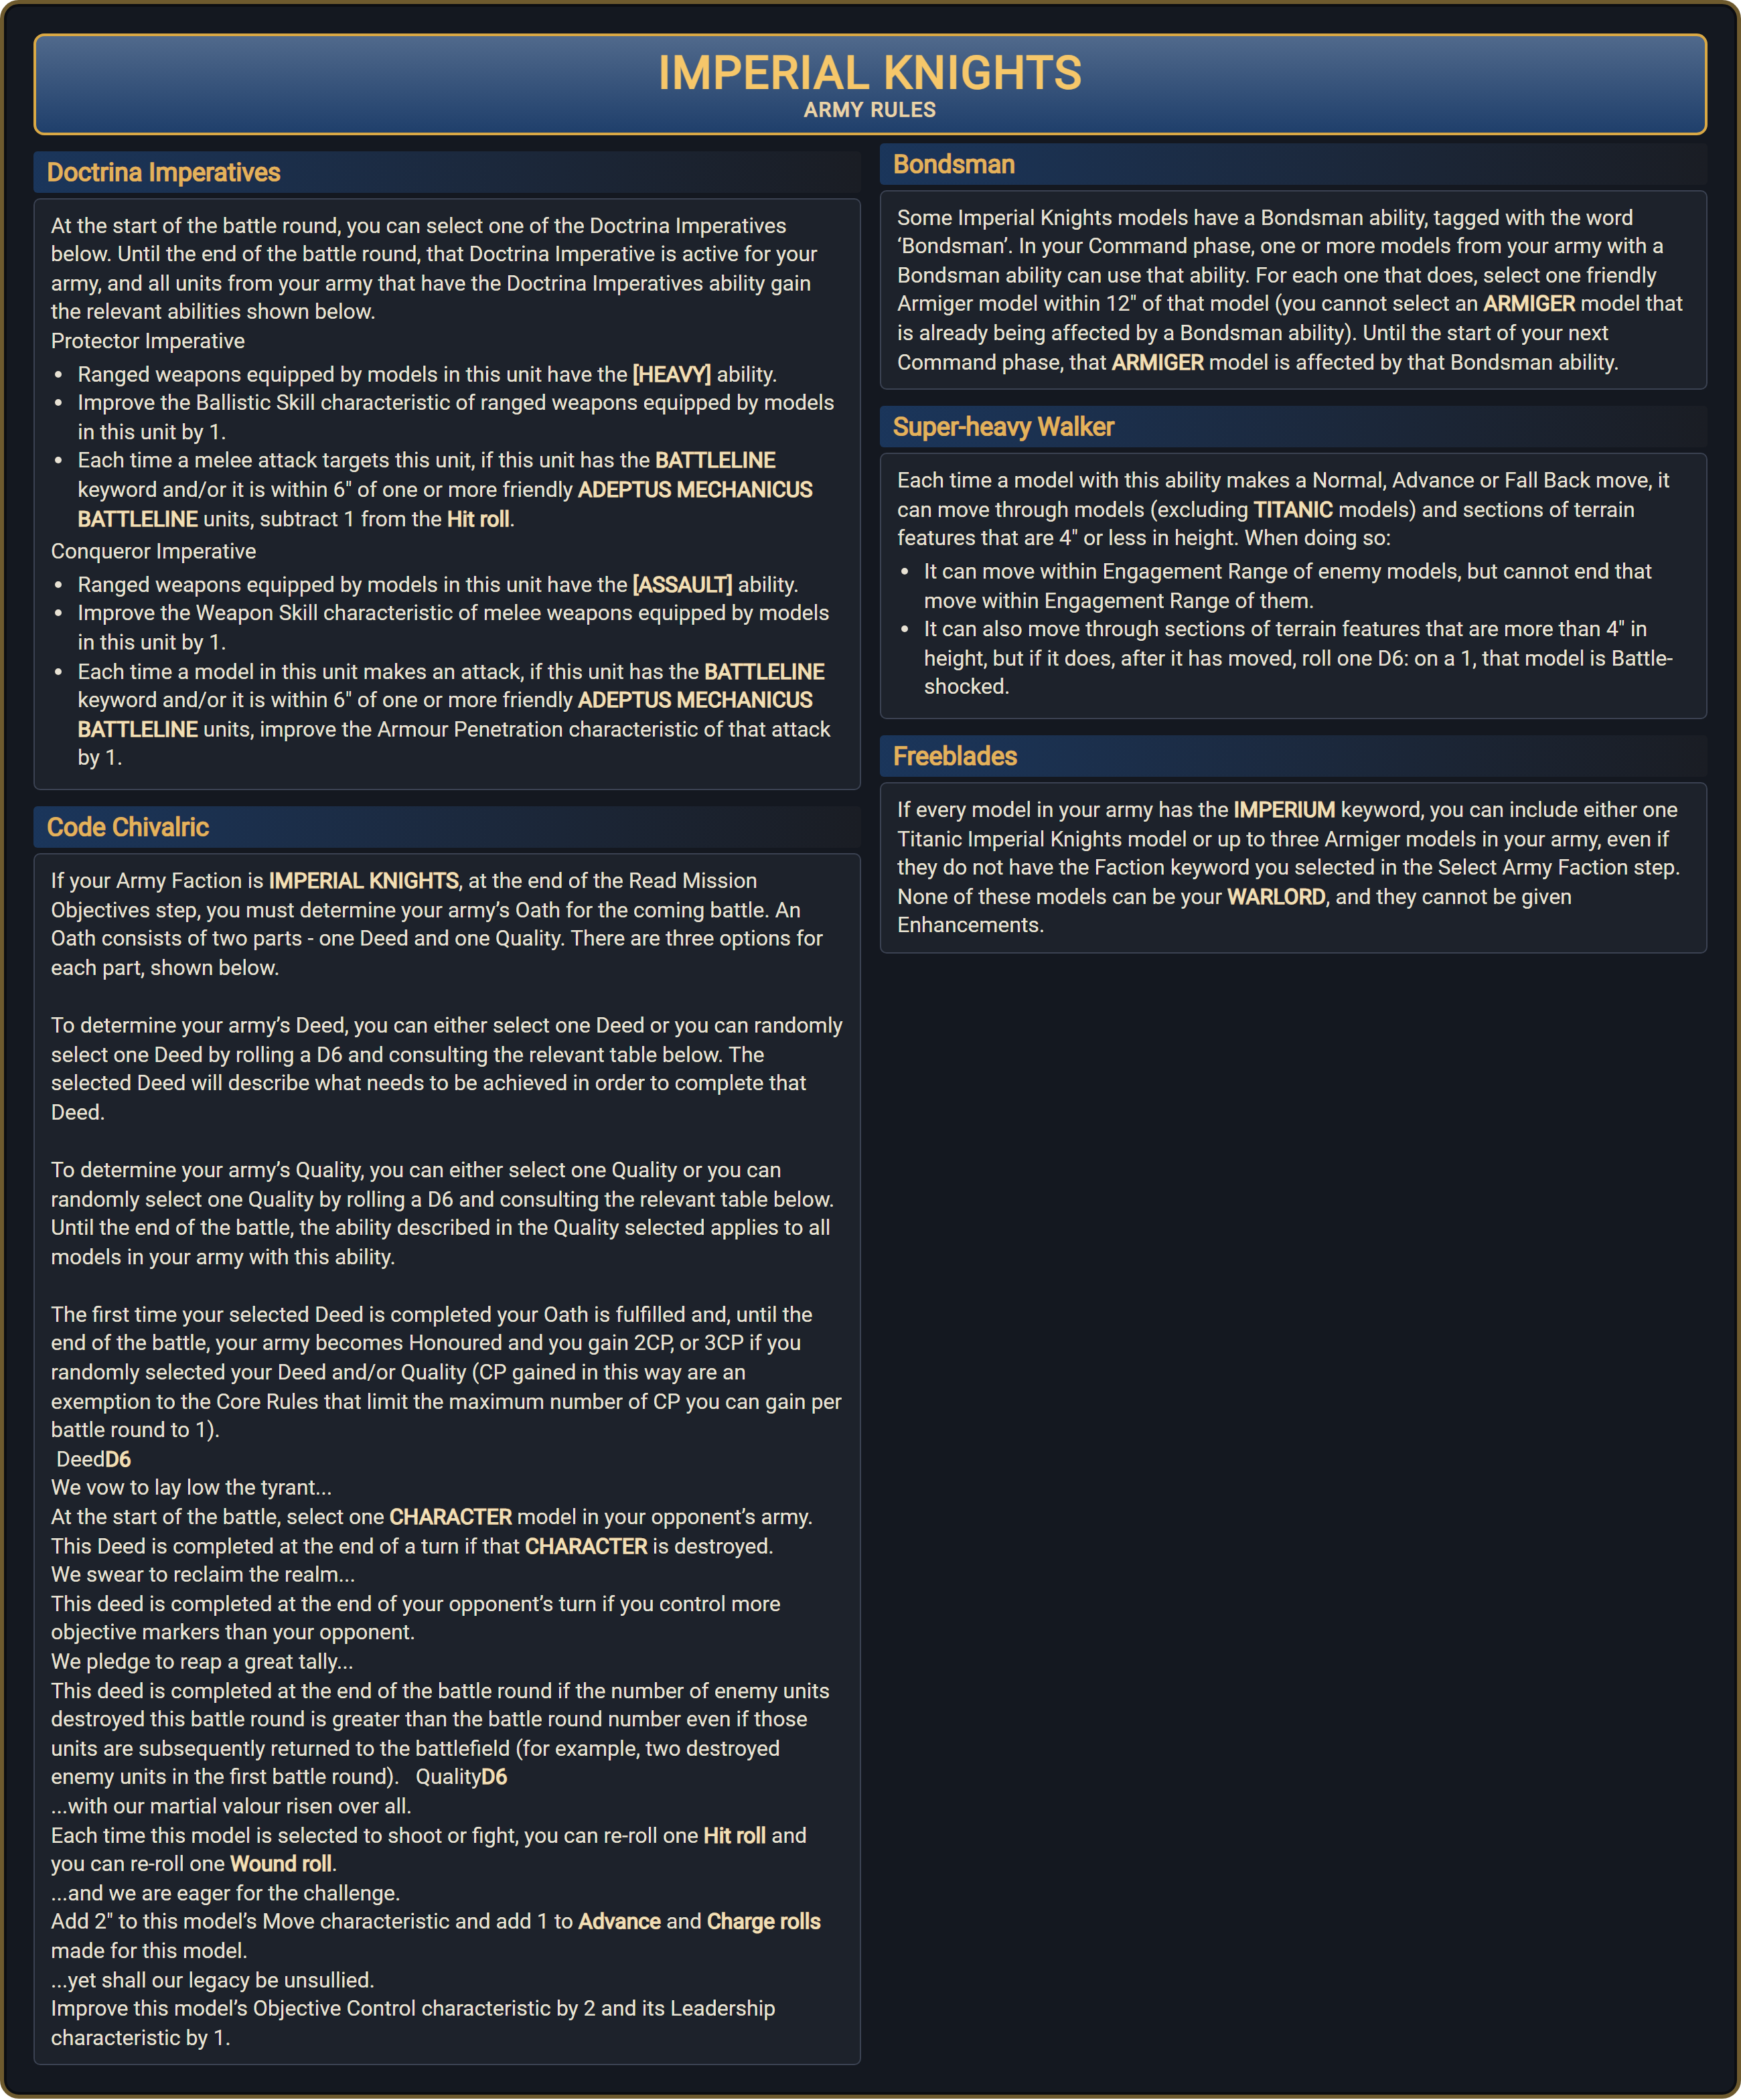 IMPERIAL KNIGHTS
ARMY RULES
Doctrina Imperatives
At the start of the battle round, you can select one of the Doctrina Imperatives
below. Until the end of the battle round, that Doctrina Imperative is active for your
army, and all units from your army that have the Doctrina Imperatives ability gain
the relevant abilities shown below.
Protector Imperative
• Ranged weapons equipped by models in this unit have the [HEAVY] ability.
• Improve the Ballistic Skill characteristic of ranged weapons equipped by models
in this unit by 1.
• Each time a melee attack targets this unit, if this unit has the BATTLELINE
keyword and/or it is within 6" of one or more friendly ADEPTUS MECHANICUS
BATTLELINE units, subtract 1 from the Hit roll.
Conqueror Imperative
• Ranged weapons equipped by models in this unit have the [ASSAULT] ability.
• Improve the Weapon Skill characteristic of melee weapons equipped by models
in this unit by 1.
• Each time a model in this unit makes an attack, if this unit has the BATTLELINE
keyword and/or it is within 6" of one or more friendly ADEPTUS MECHANICUS
BATTLELINE units, improve the Armour Penetration characteristic of that attack
by 1.
Code Chivalric
If your Army Faction is IMPERIAL KNIGHTS, at the end of the Read Mission
Objectives step, you must determine your army’s Oath for the coming battle. An
Oath consists of two parts - one Deed and one Quality. There are three options for
each part, shown below.
To determine your army’s Deed, you can either select one Deed or you can randomly
select one Deed by rolling a D6 and consulting the relevant table below. The
selected Deed will describe what needs to be achieved in order to complete that
Deed.
To determine your army’s Quality, you can either select one Quality or you can
randomly select one Quality by rolling a D6 and consulting the relevant table below.
Until the end of the battle, the ability described in the Quality selected applies to all
models in your army with this ability.
The first time your selected Deed is completed your Oath is fulfilled and, until the
end of the battle, your army becomes Honoured and you gain 2CP, or 3CP if you
randomly selected your Deed and/or Quality (CP gained in this way are an
exemption to the Core Rules that limit the maximum number of CP you can gain per
battle round to 1).
DeedD6
We vow to lay low the tyrant...
At the start of the battle, select one CHARACTER model in your opponent’s army.
This Deed is completed at the end of a turn if that CHARACTER is destroyed.
We swear to reclaim the realm...
This deed is completed at the end of your opponent’s turn if you control more
objective markers than your opponent.
We pledge to reap a great tally...
This deed is completed at the end of the battle round if the number of enemy units
destroyed this battle round is greater than the battle round number even if those
units are subsequently returned to the battlefield (for example, two destroyed
enemy units in the first battle round). QualityD6
...with our martial valour risen over all.
Each time this model is selected to shoot or fight, you can re-roll one Hit roll and
you can re-roll one Wound roll.
...and we are eager for the challenge.
Add 2" to this model’s Move characteristic and add 1 to Advance and Charge rolls
made for this model.
...yet shall our legacy be unsullied.
Improve this model’s Objective Control characteristic by 2 and its Leadership
characteristic by 1.
Bondsman
Some Imperial Knights models have a Bondsman ability, tagged with the word
‘Bondsman’. In your Command phase, one or more models from your army with a
Bondsman ability can use that ability. For each one that does, select one friendly
Armiger model within 12" of that model (you cannot select an ARMIGER model that
is already being affected by a Bondsman ability). Until the start of your next
Command phase, that ARMIGER model is affected by that Bondsman ability.
Super-heavy Walker
Each time a model with this ability makes a Normal, Advance or Fall Back move, it
can move through models (excluding TITANIC models) and sections of terrain
features that are 4" or less in height. When doing so:
• It can move within Engagement Range of enemy models, but cannot end that
move within Engagement Range of them.
• It can also move through sections of terrain features that are more than 4" in
height, but if it does, after it has moved, roll one D6: on a 1, that model is Battle-
shocked.
Freeblades
If every model in your army has the IMPERIUM keyword, you can include either one
Titanic Imperial Knights model or up to three Armiger models in your army, even if
they do not have the Faction keyword you selected in the Select Army Faction step.
None of these models can be your WARLORD, and they cannot be given
Enhancements.